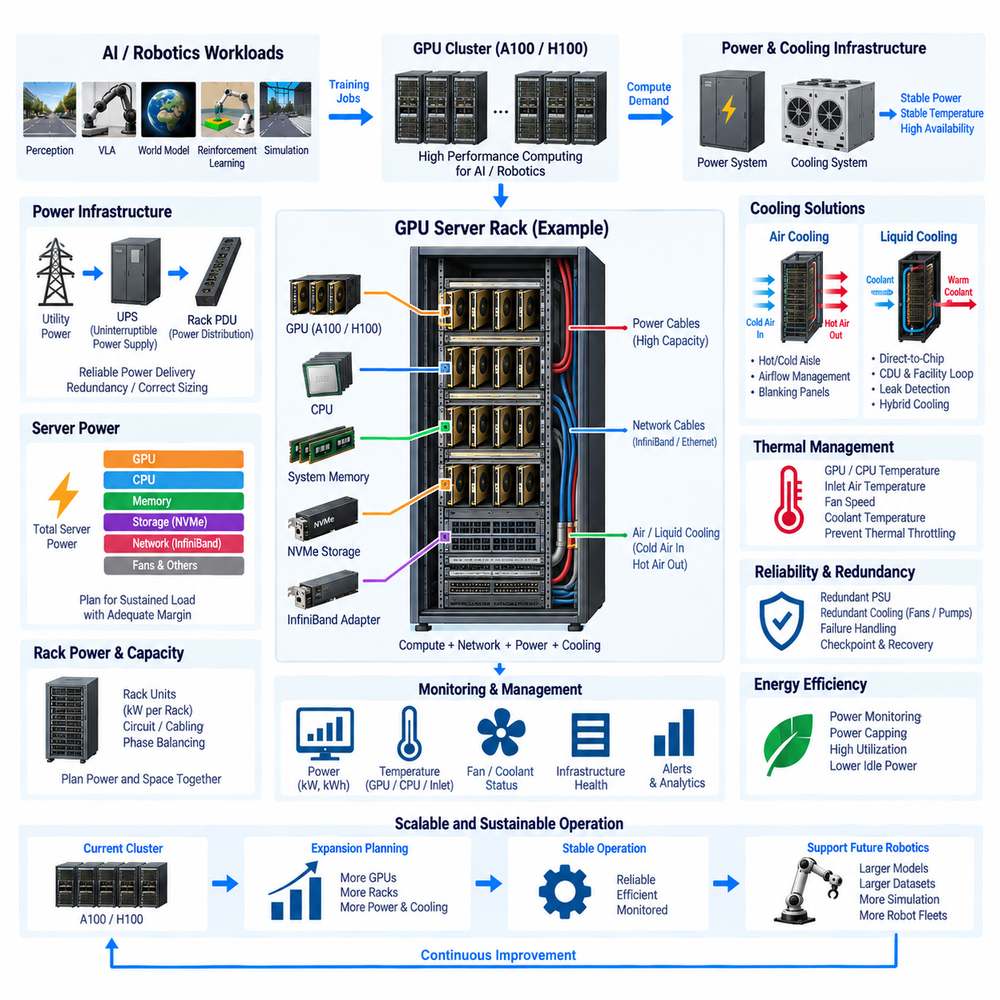 AI / Robotics Workloads
Perception
VLA
World Model
Reinforcement
Learning
Simulation
Training
Jobs
GPU Cluster (A100 / H100)
...
High Performance Computing
for AI / Robotics
Compute
Demand
Power & Cooling Infrastructure
Power System
Cooling System
Stable Power
Stable Temperature
High Availability
Power Infrastructure
Utility
Power
UPS
(Uninterruptible
Power Supply)
Rack PDU
(Power Distribution)
Reliable Power Delivery
Redundancy / Correct Sizing
Server Power
Total Server
Power
GPU
CPU
Memory
Storage (NVMe)
Network (InfiniBand)
Fans & Others
Plan for Sustained Load
with Adequate Margin
Rack Power & Capacity
Rack Units
(kW per Rack)
Circuit / Cabling
Phase Balancing
Plan Power and Space Together
GPU Server Rack (Example)
GPU (A100 / H100)
CPU
System Memory
NVMe
NVMe Storage
InfiniBand Adapter
Power Cables
(High Capacity)
Network Cables
(InfiniBand / Ethernet)
Air / Liquid Cooling
(Cold Air In
Hot Air Out)
Compute + Network + Power + Cooling
Monitoring & Management
Power
(kW, kWh)
Temperature
(GPU / CPU / Inlet)
Fan / Coolant
Status
Infrastructure
Health
Alerts
& Analytics
Cooling Solutions
Air Cooling
Cold Air
In
Hot Air
Out
• Hot/Cold Aisle
• Airflow Management
• Blanking Panels
Liquid Cooling
Coolant
Warm
Coolant
• Direct-to-Chip
• CDU & Facility Loop
• Leak Detection
• Hybrid Cooling
Thermal Management
GPU / CPU Temperature
Inlet Air Temperature
Fan Speed
Coolant Temperature
Prevent Thermal Throttling
Reliability & Redundancy
Redundant PSU
Redundant Cooling (Fans / Pumps)
Failure Handling
Checkpoint & Recovery
Energy Efficiency
Power Monitoring
Power Capping
High Utilization
Lower Idle Power
Scalable and Sustainable Operation
Current Cluster
A100 / H100
Expansion Planning
More GPUs
More Racks
More Power & Cooling
Stable Operation
Reliable
Efficient
Monitored
Support Future Robotics
Larger Models
Larger Datasets
More Simulation
More Robot Fleets
Continuous Improvement